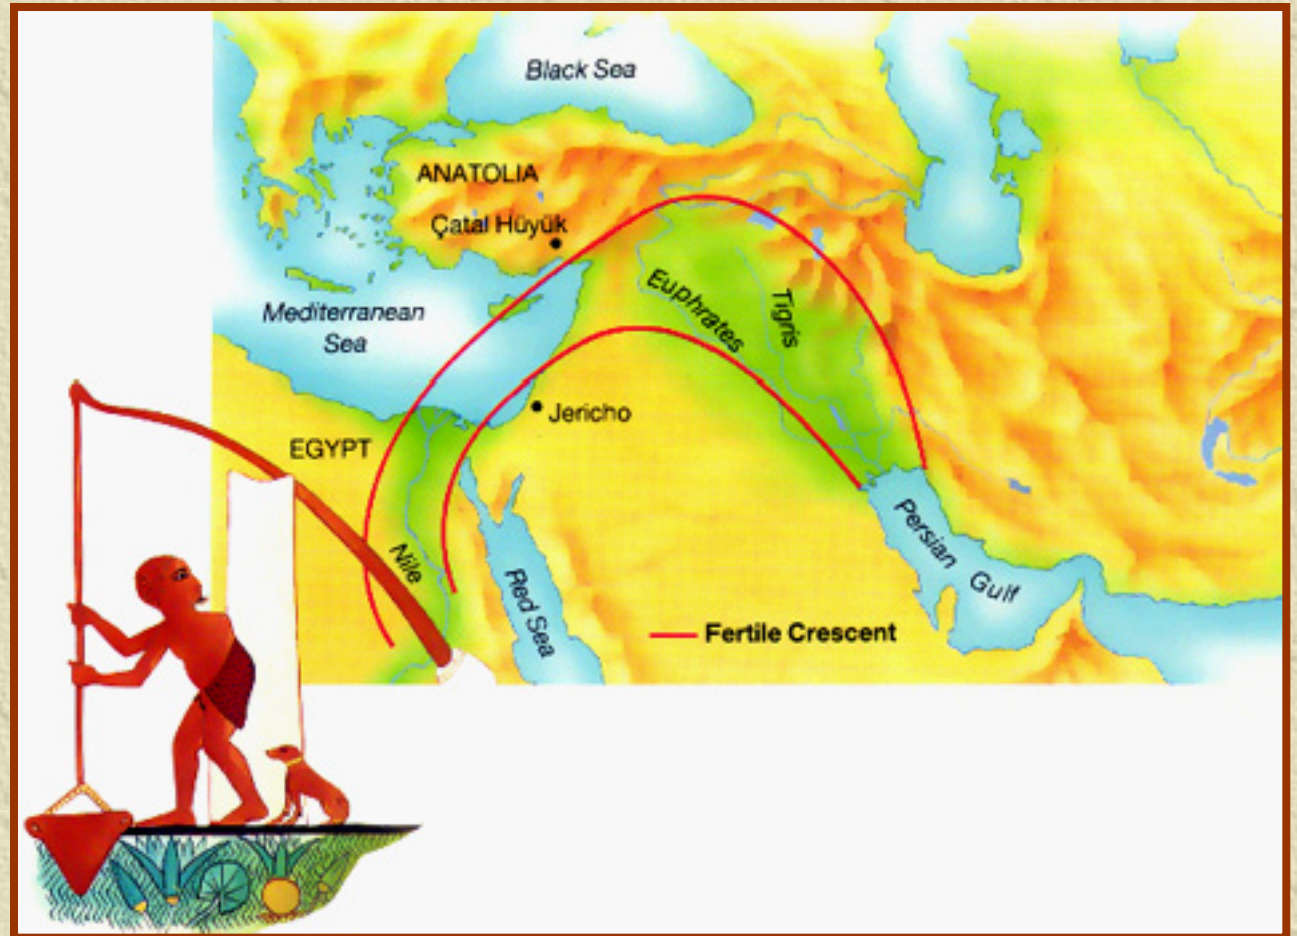 Black Sea
ANATOLIA
Çatal Hüyük
Mediterranean
Sea
Euphrates
Tigris
Jericho
EGYPT
Nile
Red Sea
Persian Gulf
Fertile Crescent